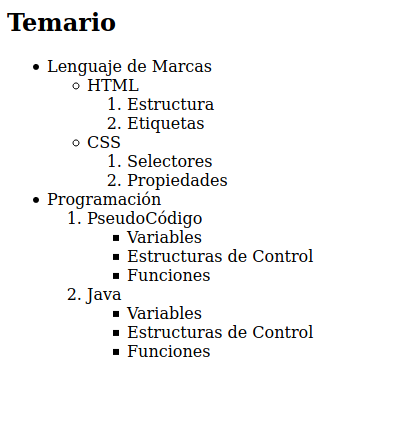 Temario
Lenguaje de Marcas
HTML
1. Estructura
2. Etiquetas
CSS
1. Selectores
2. Propiedades
Programación
1. PseudoCódigo
Variables
Estructuras de Control
Funciones
2. Java
Variables
Estructuras de Control
Funciones